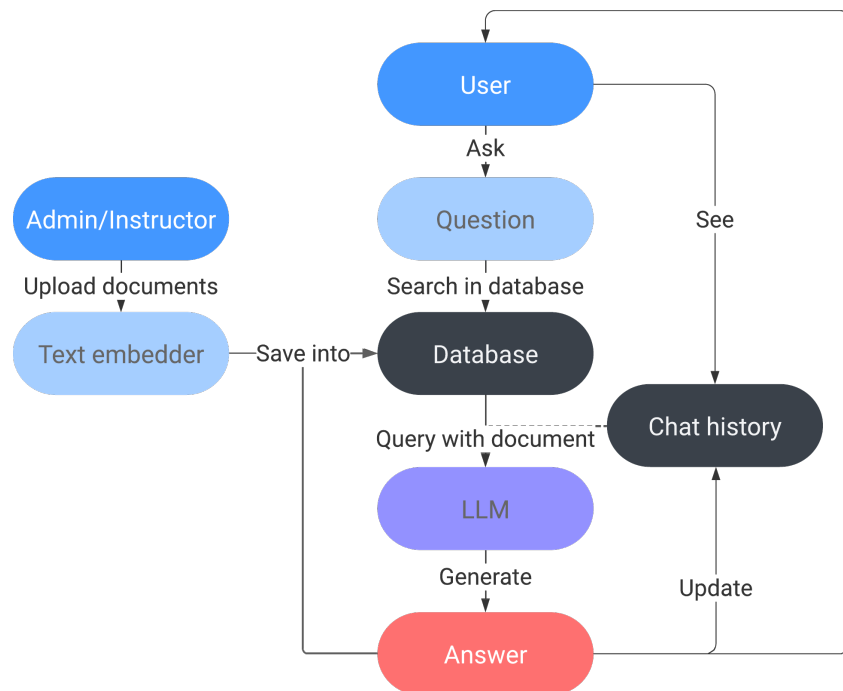 User
Ask
Admin/Instructor
Question
See
Upload documents
Search in database
Text embedder
Save into
Database
Chat history
Query with document
LLM
Generate
Update
Answer